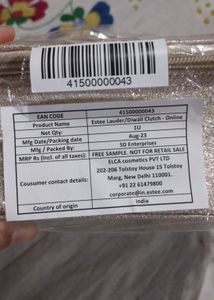 41500000043
EAN CODE 41500000043
Product Name Estee Lauder/Diwali Clutch - Online
Net Qty: 1U
Mfg Date/Packing date Aug-23
Mfg / Packed By: SD Enterprises
MRP Rs (Incl. of all taxes): FREE SAMPLE. NOT FOR RETAIL SALE
ELCA cosmetics PVT LTD
202-206 Tolstoy House 15 Tolstoy
Cousumer contact details: Marg, New Delhi 110001.
+91 22 61479800
corporate@in.estee.com
Country of origin India